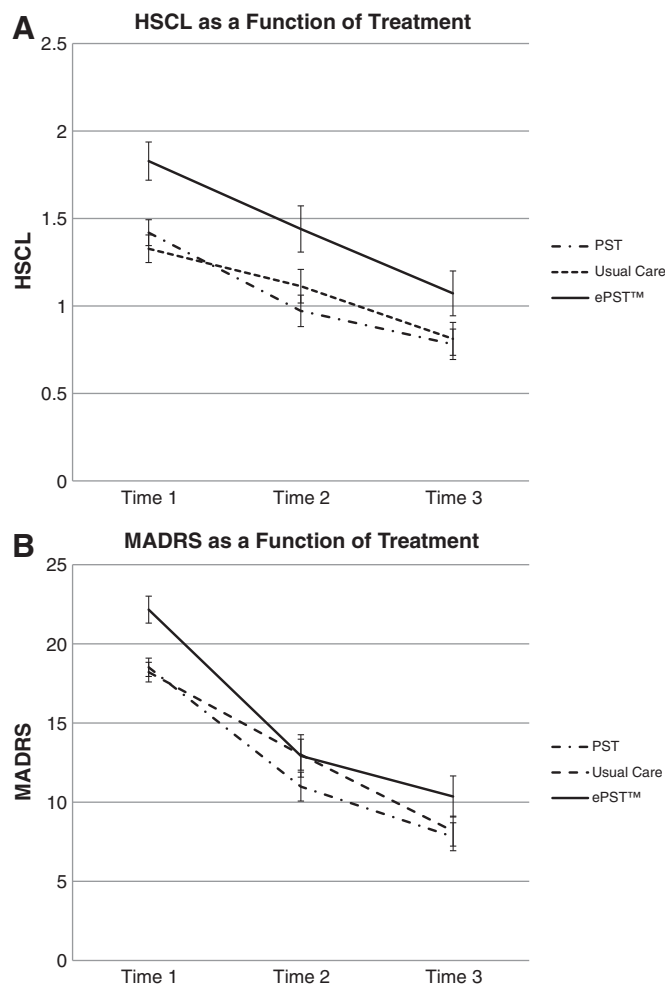 A
HSCL as a Function of Treatment
2.5
2
1.5
1
0.5
0
HSCL
Time 1 Time 2 Time 3
PST
Usual Care
ePST™
B
MADRS as a Function of Treatment
25
20
15
10
5
0
MADRS
Time 1 Time 2 Time 3
PST
Usual Care
ePST™